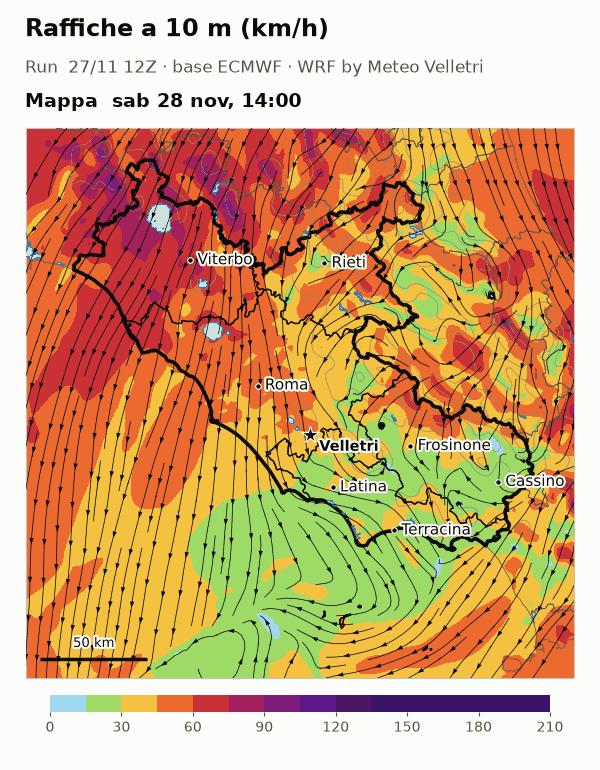 Raffiche a 10 m (km/h)
Run 27/11 12Z · base ECMWF · WRF by Meteo Velletri
Mappa sab 28 nov, 14:00
Viterbo
Rieti
Roma
Velletri
Frosinone
Latina
Cassino
Terracina
50 km
0 30 60 90 120 150 180 210